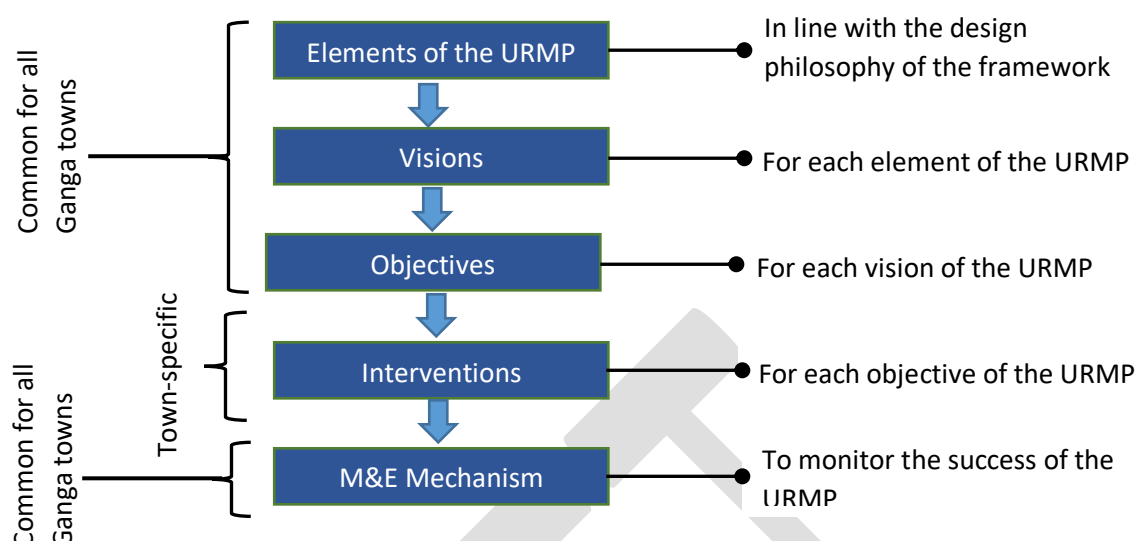 Common for all
Ganga towns
Elements of the URMP
In line with the design
philosophy of the framework
Visions
For each element of the URMP
Objectives
For each vision of the URMP
Town-specific
Interventions
For each objective of the URMP
Common for all
Ganga towns
M&E Mechanism
To monitor the success of the
URMP